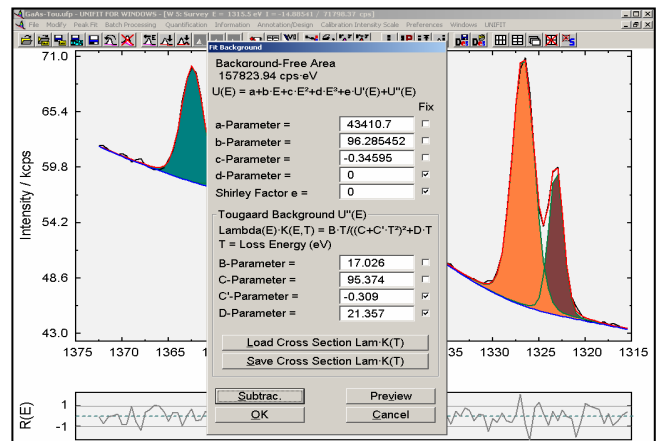 GaAs-Tou.ufp - UNIFIT FOR WINDOWS - [W 5: Survey E = 1315.3 eV I = -14.88041 / 71798.37 cps]
File Modify Peak Fit Batch Processing Quantification Information Annotation/Design Calibration Intensity Scale Preferences Windows UNIFIT
Fit Background
Background-Free Area
157823.94 cps·eV
U(E) = a+b·E+c·E²+d·E³+e·U'(E)+U''(E)
Fix
a-Parameter = 43410.7
b-Parameter = 96.285452
c-Parameter = -0.34595
d-Parameter = 0
Shirley Factor e = 0
Tougaard Background U''(E)
Lambda(E)·K(E,T) = B·T/((C+C'·T²)²+D·T
T = Loss Energy (eV)
B-Parameter = 17.026
C-Parameter = 95.374
C'-Parameter = -0.309
D-Parameter = 21.357
Load Cross Section Lam·K(T)
Save Cross Section Lam·K(T)
Subtrac. Preview
OK Cancel
Intensity / kcps
71.0
65.4
59.8
54.2
48.6
43.0
1375 1370 1365 1 35 1330 1325 1320 1315
R(E)
1
-1